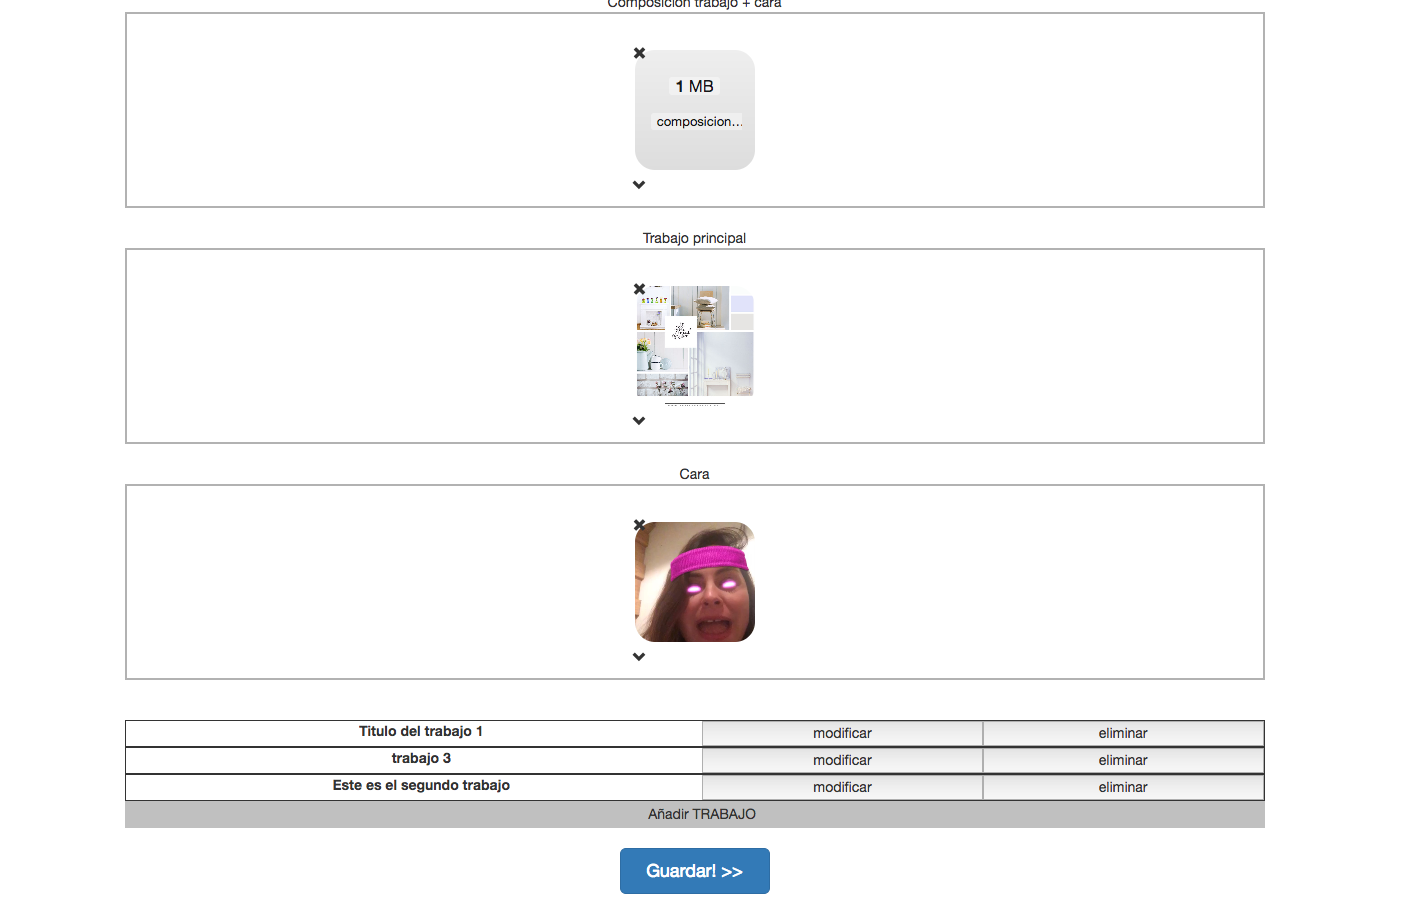 Composición trabajo + cara
1 MB
composicion...
Trabajo principal
Cara
Titulo del trabajo 1 modificar eliminar
trabajo 3 modificar eliminar
Este es el segundo trabajo modificar eliminar
Añadir TRABAJO
Guardar! >>